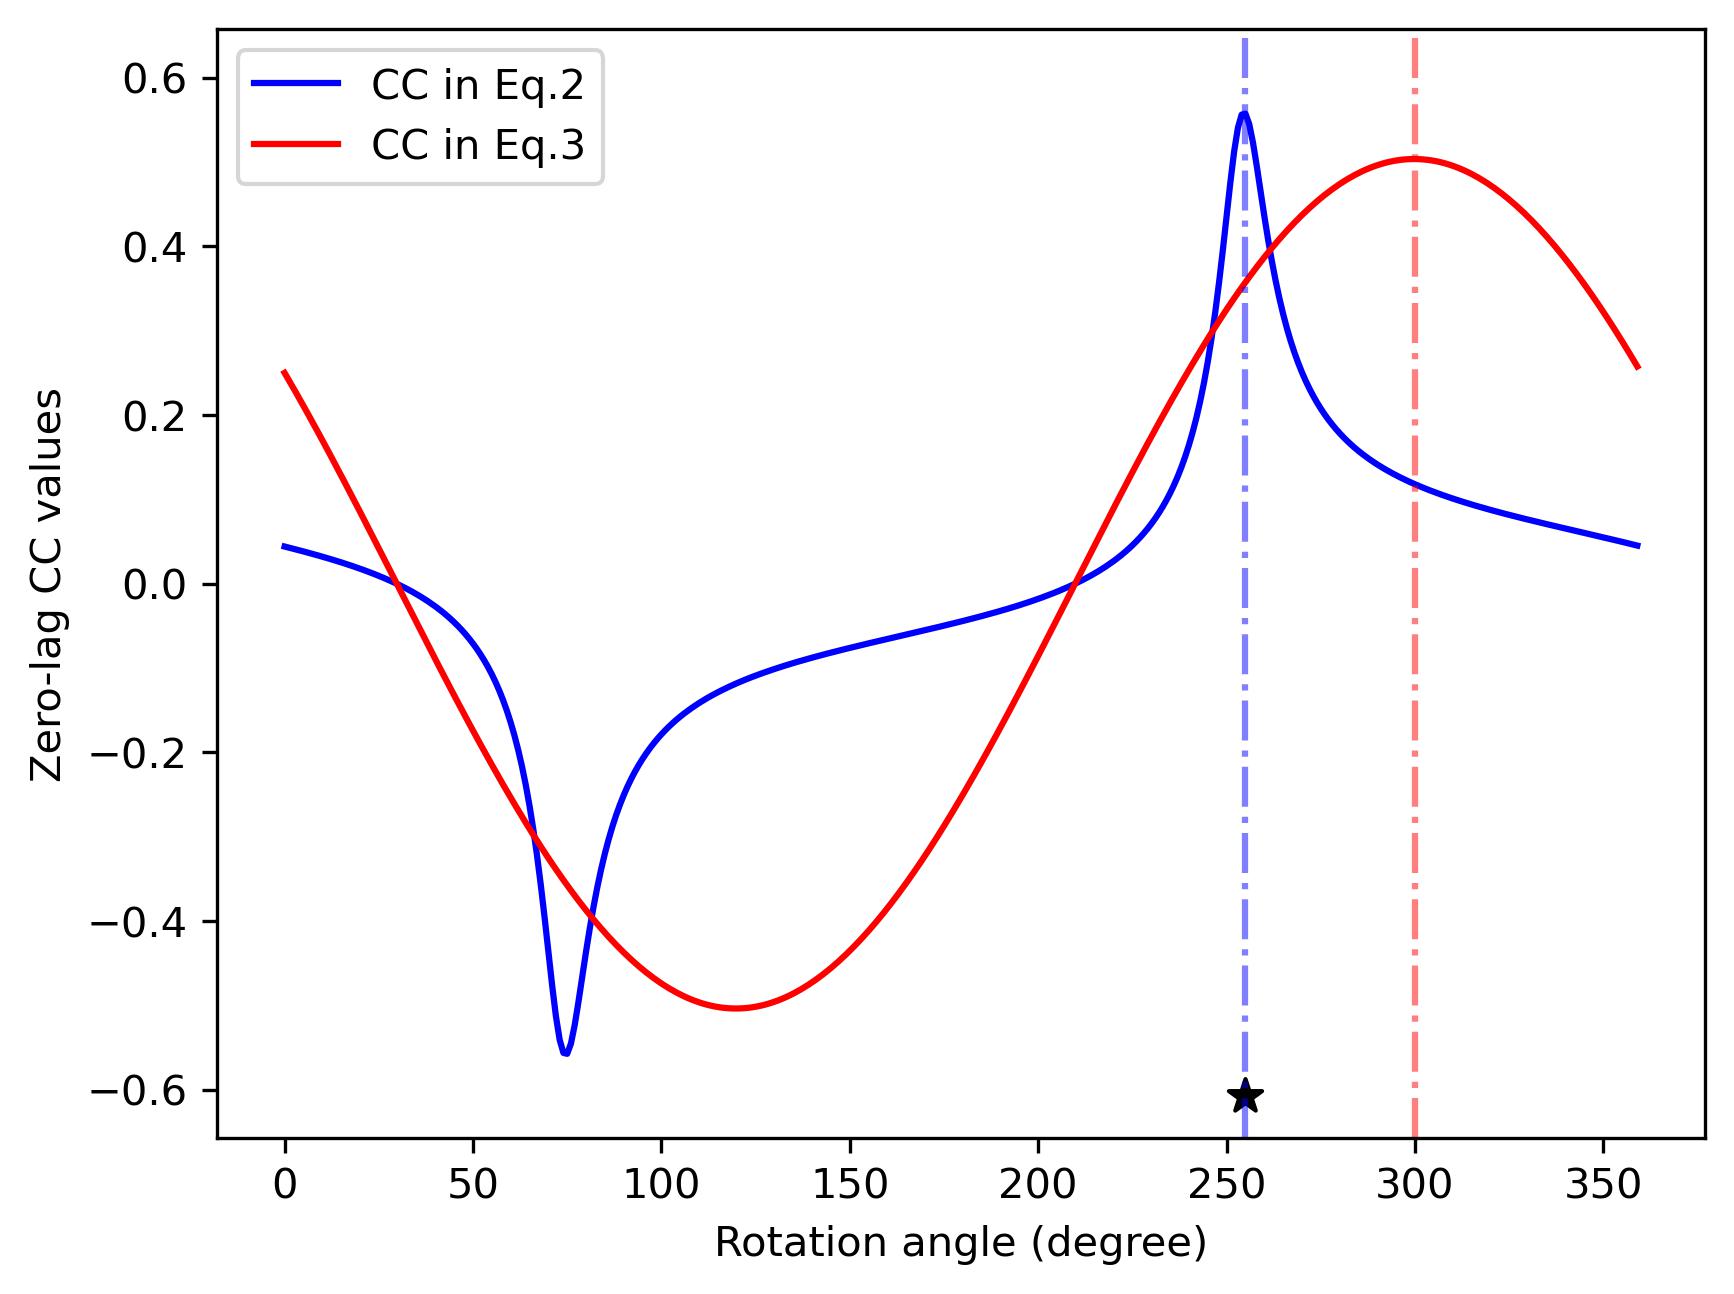 CC in Eq.2
CC in Eq.3
Zero-lag CC values
0.6
0.4
0.2
0.0
−0.2
−0.4
−0.6
0 50 100 150 200 250 300 350
Rotation angle (degree)